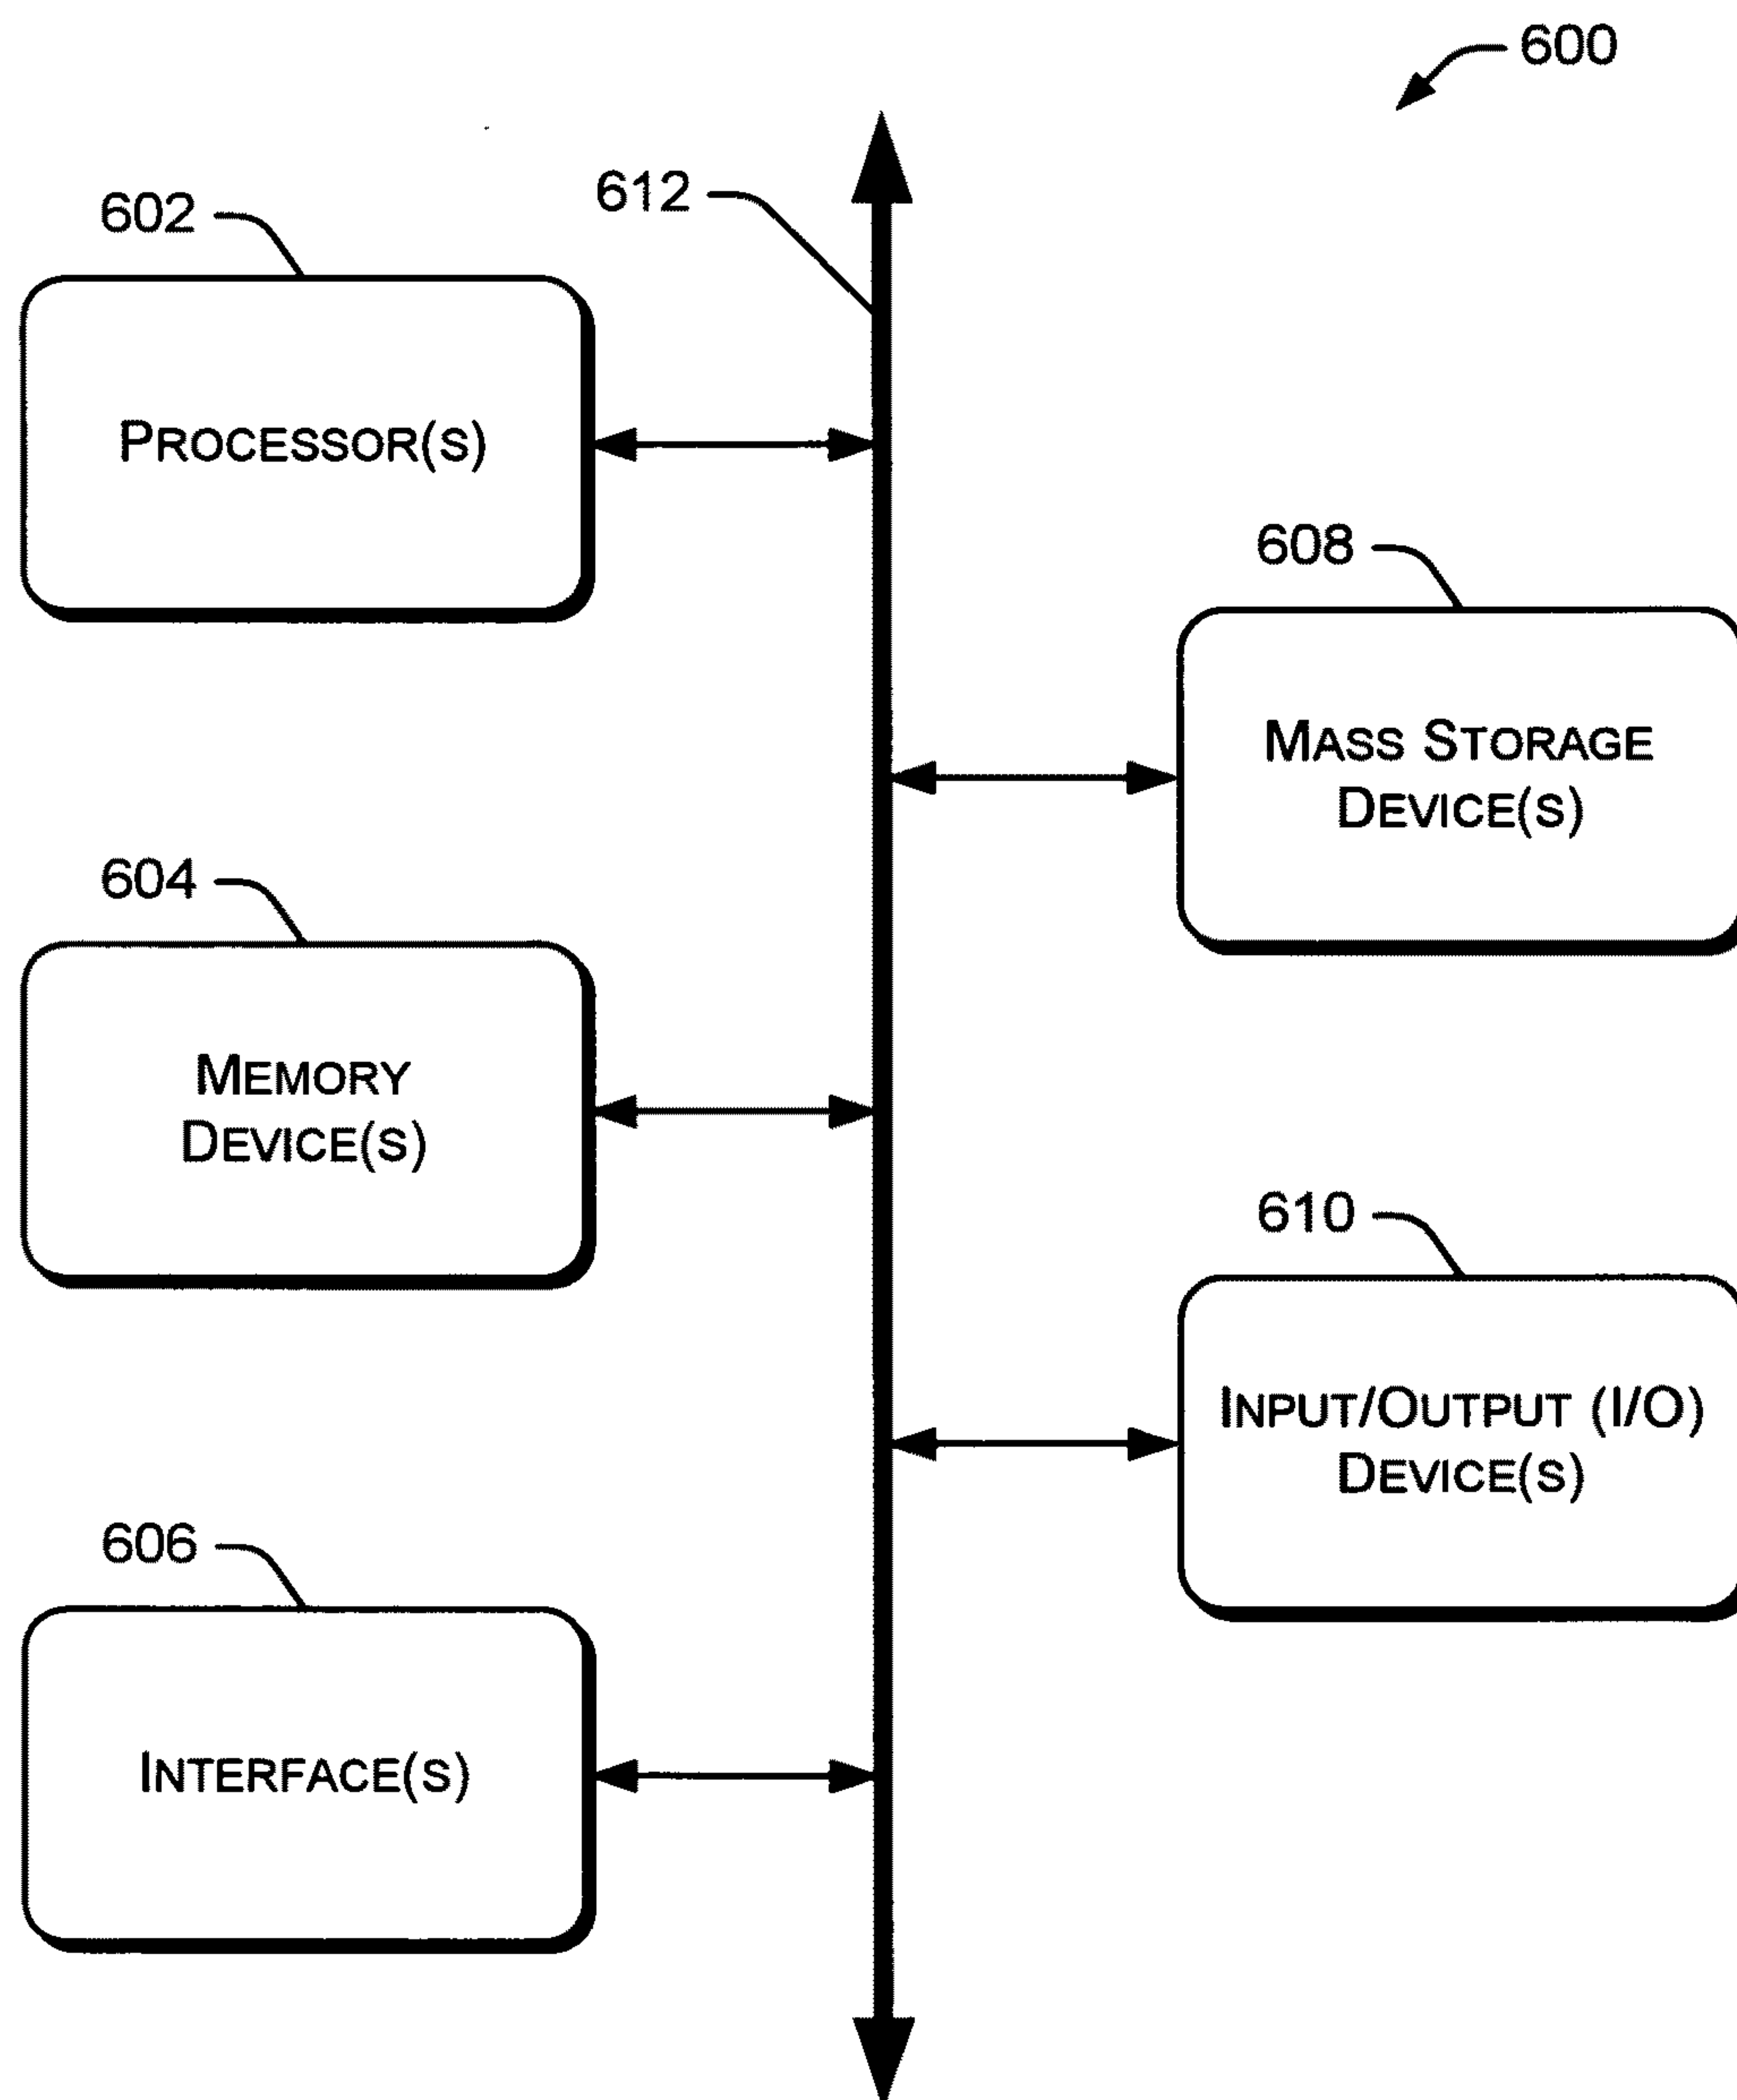 600
602
612
PROCESSOR(S)
608
MASS STORAGE
DEVICE(S)
604
MEMORY
DEVICE(S)
610
INPUT/OUTPUT (I/O)
DEVICE(S)
606
INTERFACE(S)